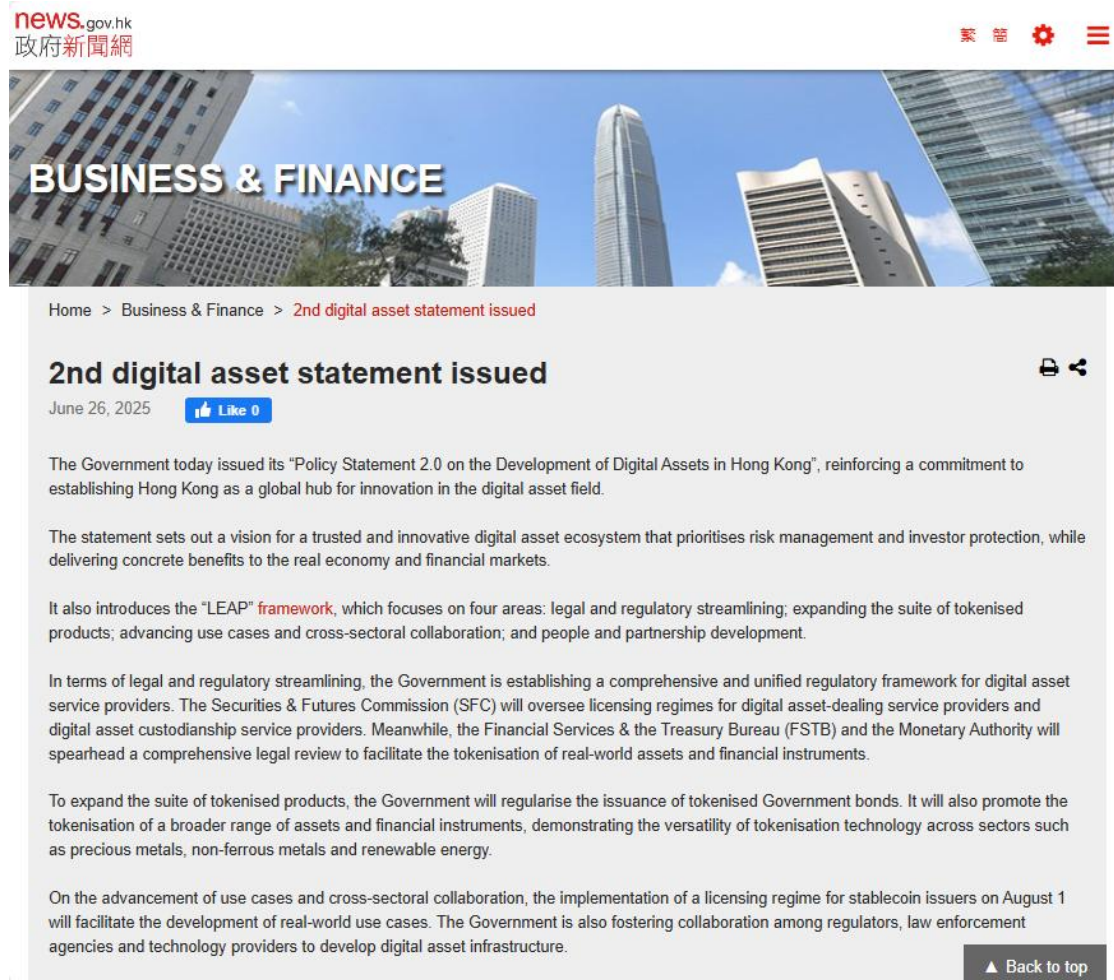 news.gov.hk
政府新聞網
繁 簡
BUSINESS & FINANCE
Home > Business & Finance > 2nd digital asset statement issued
2nd digital asset statement issued
June 26, 2025 Like 0
The Government today issued its “Policy Statement 2.0 on the Development of Digital Assets in Hong Kong”, reinforcing a commitment to
establishing Hong Kong as a global hub for innovation in the digital asset field.
The statement sets out a vision for a trusted and innovative digital asset ecosystem that prioritises risk management and investor protection, while
delivering concrete benefits to the real economy and financial markets.
It also introduces the “LEAP” framework, which focuses on four areas: legal and regulatory streamlining; expanding the suite of tokenised
products; advancing use cases and cross-sectoral collaboration; and people and partnership development.
In terms of legal and regulatory streamlining, the Government is establishing a comprehensive and unified regulatory framework for digital asset
service providers. The Securities & Futures Commission (SFC) will oversee licensing regimes for digital asset-dealing service providers and
digital asset custodianship service providers. Meanwhile, the Financial Services & the Treasury Bureau (FSTB) and the Monetary Authority will
spearhead a comprehensive legal review to facilitate the tokenisation of real-world assets and financial instruments.
To expand the suite of tokenised products, the Government will regularise the issuance of tokenised Government bonds. It will also promote the
tokenisation of a broader range of assets and financial instruments, demonstrating the versatility of tokenisation technology across sectors such
as precious metals, non-ferrous metals and renewable energy.
On the advancement of use cases and cross-sectoral collaboration, the implementation of a licensing regime for stablecoin issuers on August 1
will facilitate the development of real-world use cases. The Government is also fostering collaboration among regulators, law enforcement
agencies and technology providers to develop digital asset infrastructure.
▲ Back to top